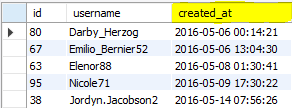 id username created_at
80 Darby_Herzog 2016-05-06 00:14:21
67 Emilio_Bernier52 2016-05-06 13:04:30
63 Elenor88 2016-05-08 01:30:41
95 Nicole71 2016-05-09 17:30:22
38 Jordyn.Jacobson2 2016-05-14 07:56:26